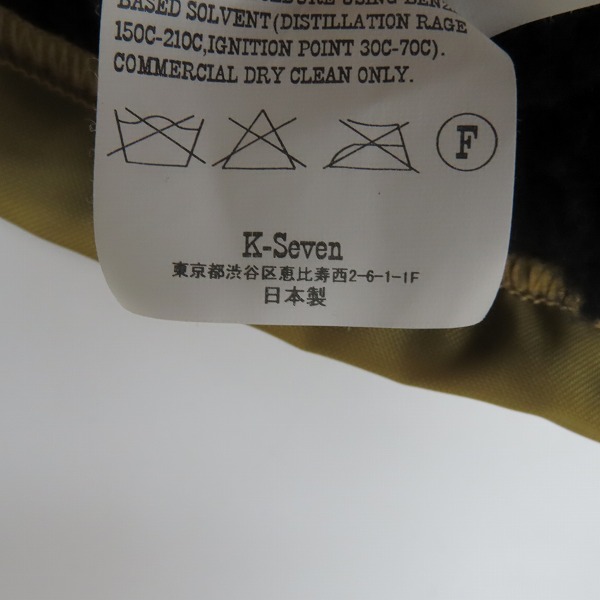 BASED SOLVENT(DISTILLATION RAGE
150C-210C,IGNITION POINT 30C-70C).
COMMERCIAL DRY CLEAN ONLY.
F
K-Seven
東京都渋谷区恵比寿西2-6-1-1F
日本製